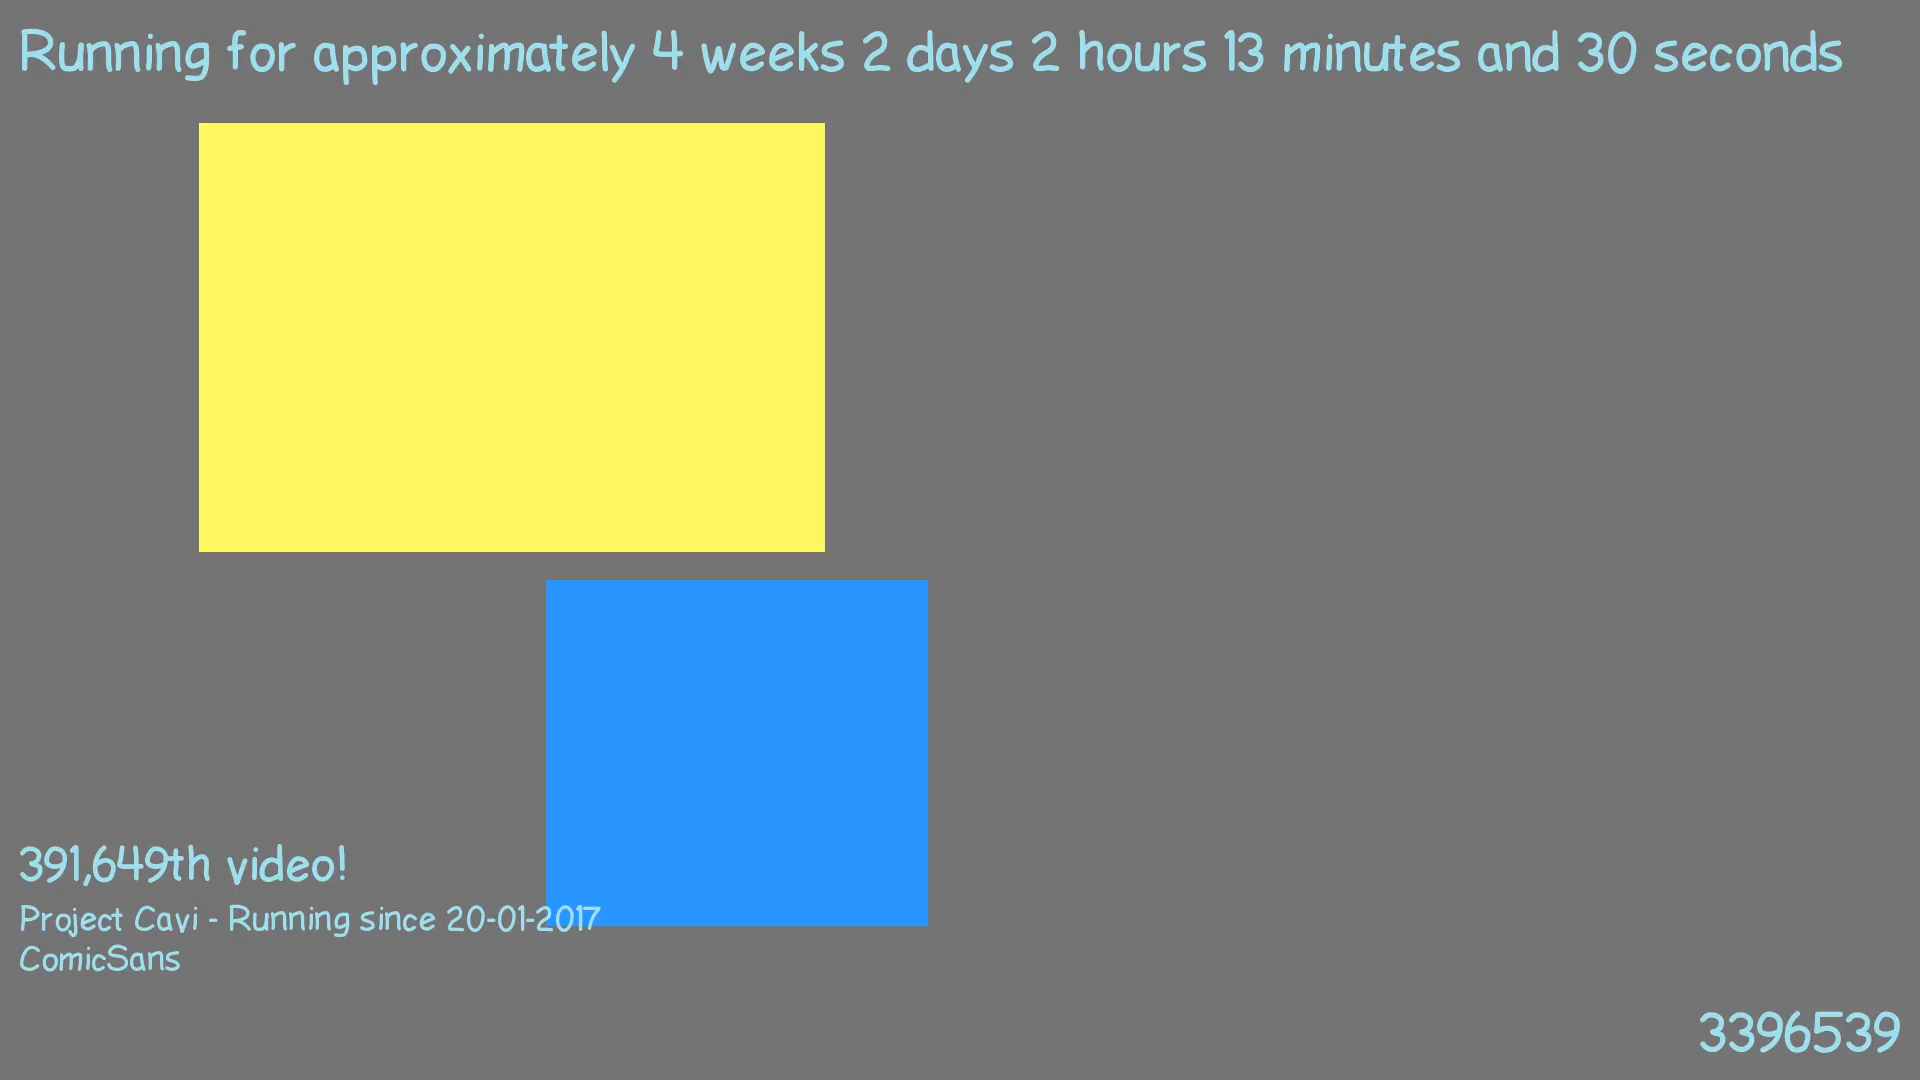 Running for approximately 4 weeks 2 days 2 hours 13 minutes and 30 seconds
391,649th video!
Project Cavi - Running since 20-01-2017
ComicSans
3396539